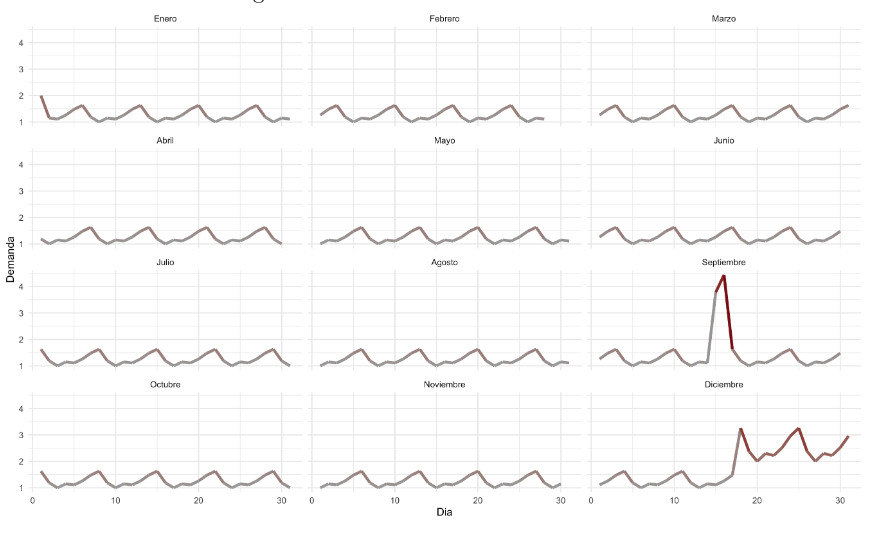 Enero Febrero Marzo
4
3
2
1
Abril Mayo Junio
4
3
2
1
Demanda
Julio Agosto Septiembre
4
3
2
1
Octubre Noviembre Diciembre
4
3
2
1
0 10 20 30 0 10 20 30 0 10 20 30
Dia